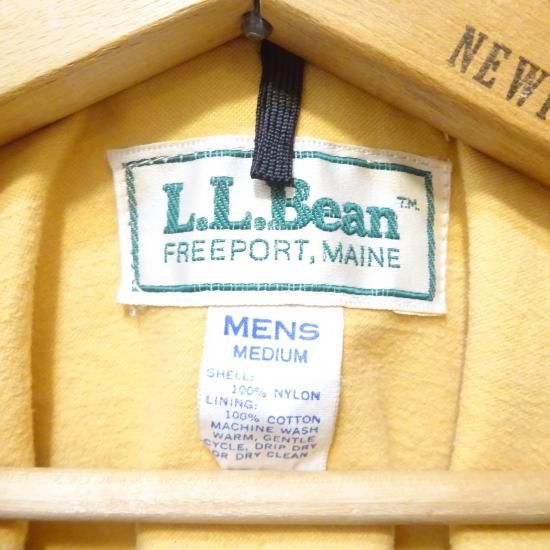 NEW
L.L.Bean TM.
FREEPORT, MAINE
MENS
MEDIUM
SHELL:
100% NYLON
LINING:
100% COTTON
MACHINE WASH
WARM, GENTLE
CYCLE, DRIP DRY
OR DRY CLEAN